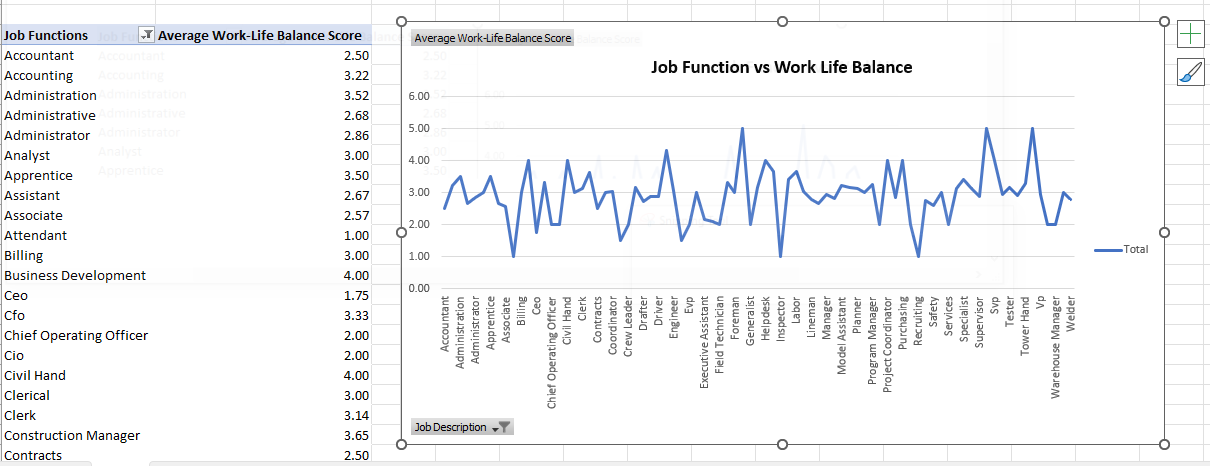 Job Functions Average Work-Life Balance Score
Accountant 2.50
Accounting 3.22
Administration 3.52
Administrative 2.68
Administrator 2.86
Analyst 3.00
Apprentice 3.50
Assistant 2.67
Associate 2.57
Attendant 1.00
Billing 3.00
Business Development 4.00
Ceo 1.75
Cfo 3.33
Chief Operating Officer 2.00
Cio 2.00
Civil Hand 4.00
Clerical 3.00
Clerk 3.14
Construction Manager 3.65
Contracts 2.50
Average Work-Life Balance Score
Job Function vs Work Life Balance
6.00
5.00
4.00
3.00
2.00
1.00
0.00
Accountant
Administration
Administrator
Apprentice
Associate
Billing
Ceo
Chief Operating Officer
Civil Hand
Clerk
Contracts
Coordinator
Crew Leader
Drafter
Driver
Engineer
Evp
Executive Assistant
Field Technician
Foreman
Generalist
Helpdesk
Inspector
Labor
Lineman
Manager
Model Assistant
Planner
Program Manager
Project Coordinator
Purchasing
Recruiting
Safety
Services
Specialist
Supervisor
Svp
Tester
Tower Hand
Vp
Warehouse Manager
Welder
Total
Job Description